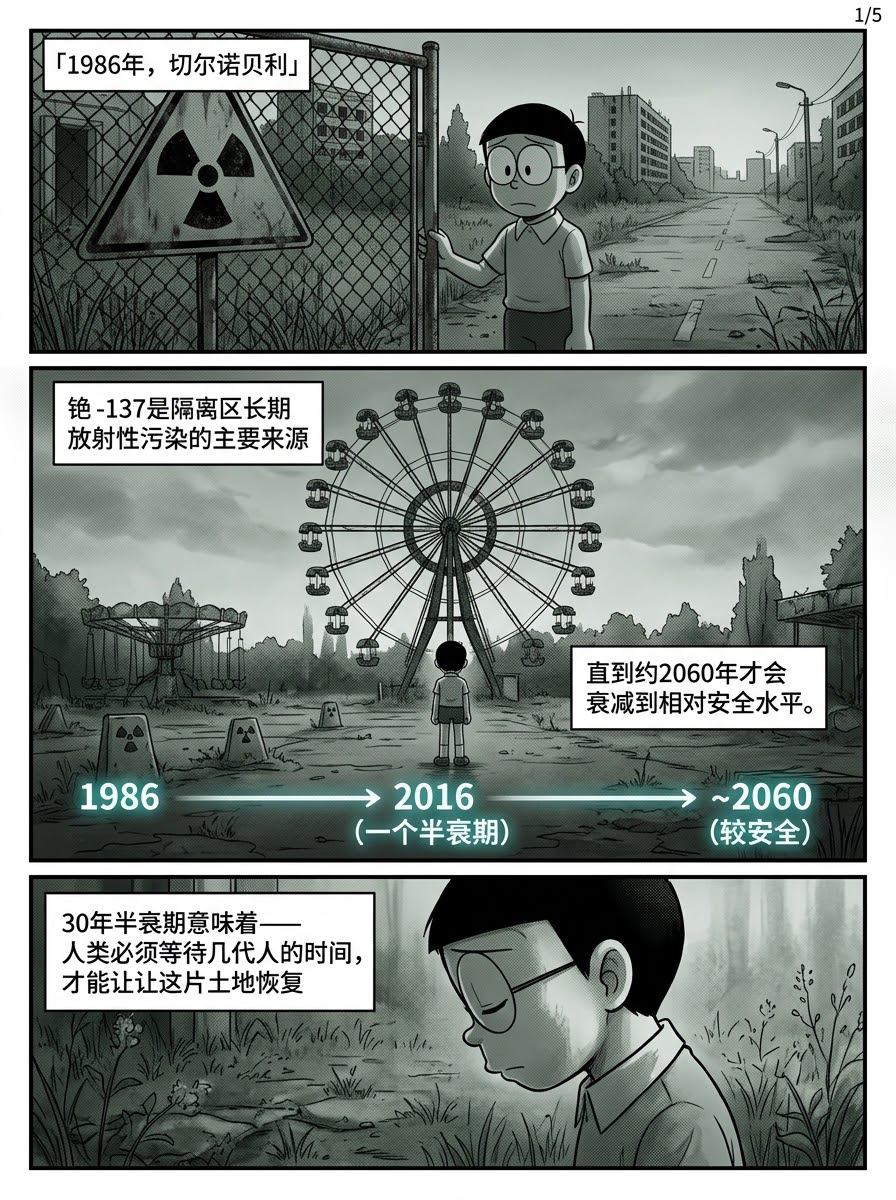 1/5
「1986年，切尔诺贝利」
铯 -137是隔离区长期
放射性污染的主要来源
直到约2060年才会
衰减到相对安全水平。
1986
2016
~2060
（一个半衰期）
（较安全）
30年半衰期意味着——
人类必须等待几代人的时间，
才能让让这片土地恢复